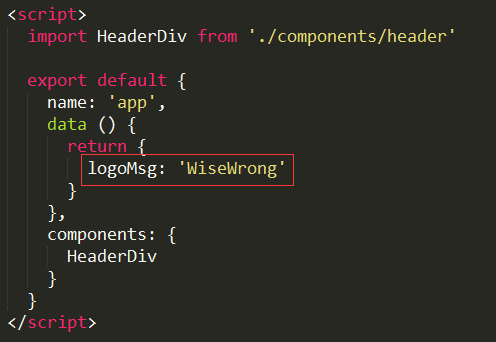 <script>
import HeaderDiv from './components/header'
export default {
name: 'app',
data () {
return {
logoMsg: 'WiseWrong'
}
},
components: {
HeaderDiv
}
}
</script>